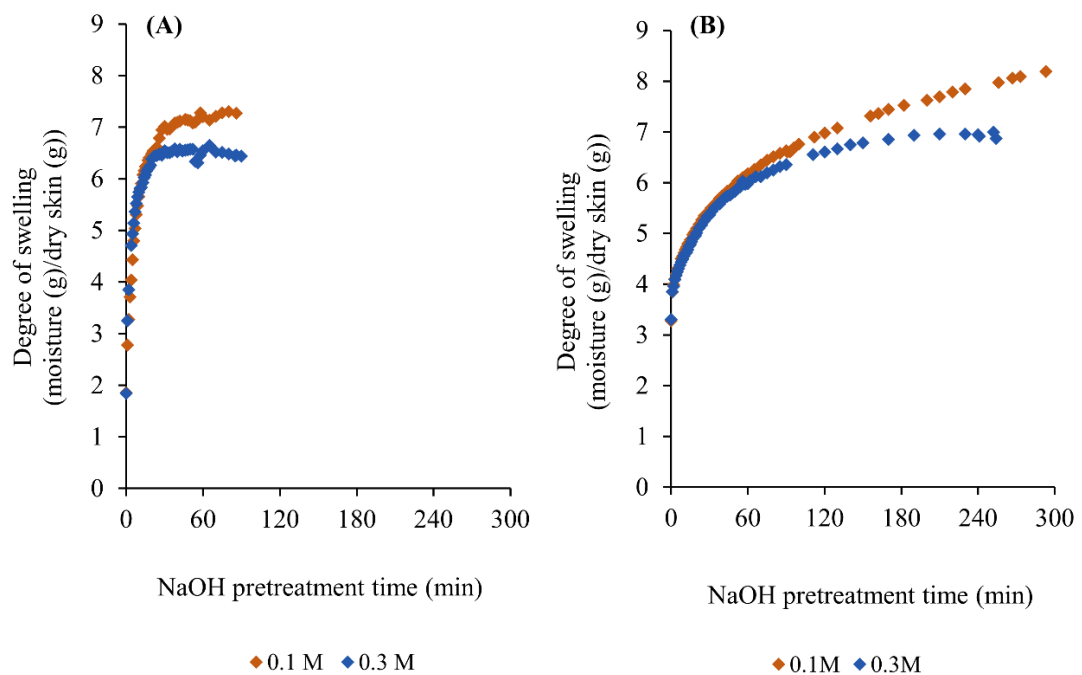 (A)
9
8
7
6
5
4
3
2
1
0
0 60 120 180 240 300
Degree of swelling
(moisture (g)/dry skin (g))
NaOH pretreatment time (min)
0.1 M 0.3 M
(B)
9
8
7
6
5
4
3
2
1
0
0 60 120 180 240 300
Degree of swelling
(moisture (g)/dry skin (g))
NaOH pretreatment time (min)
0.1M 0.3M